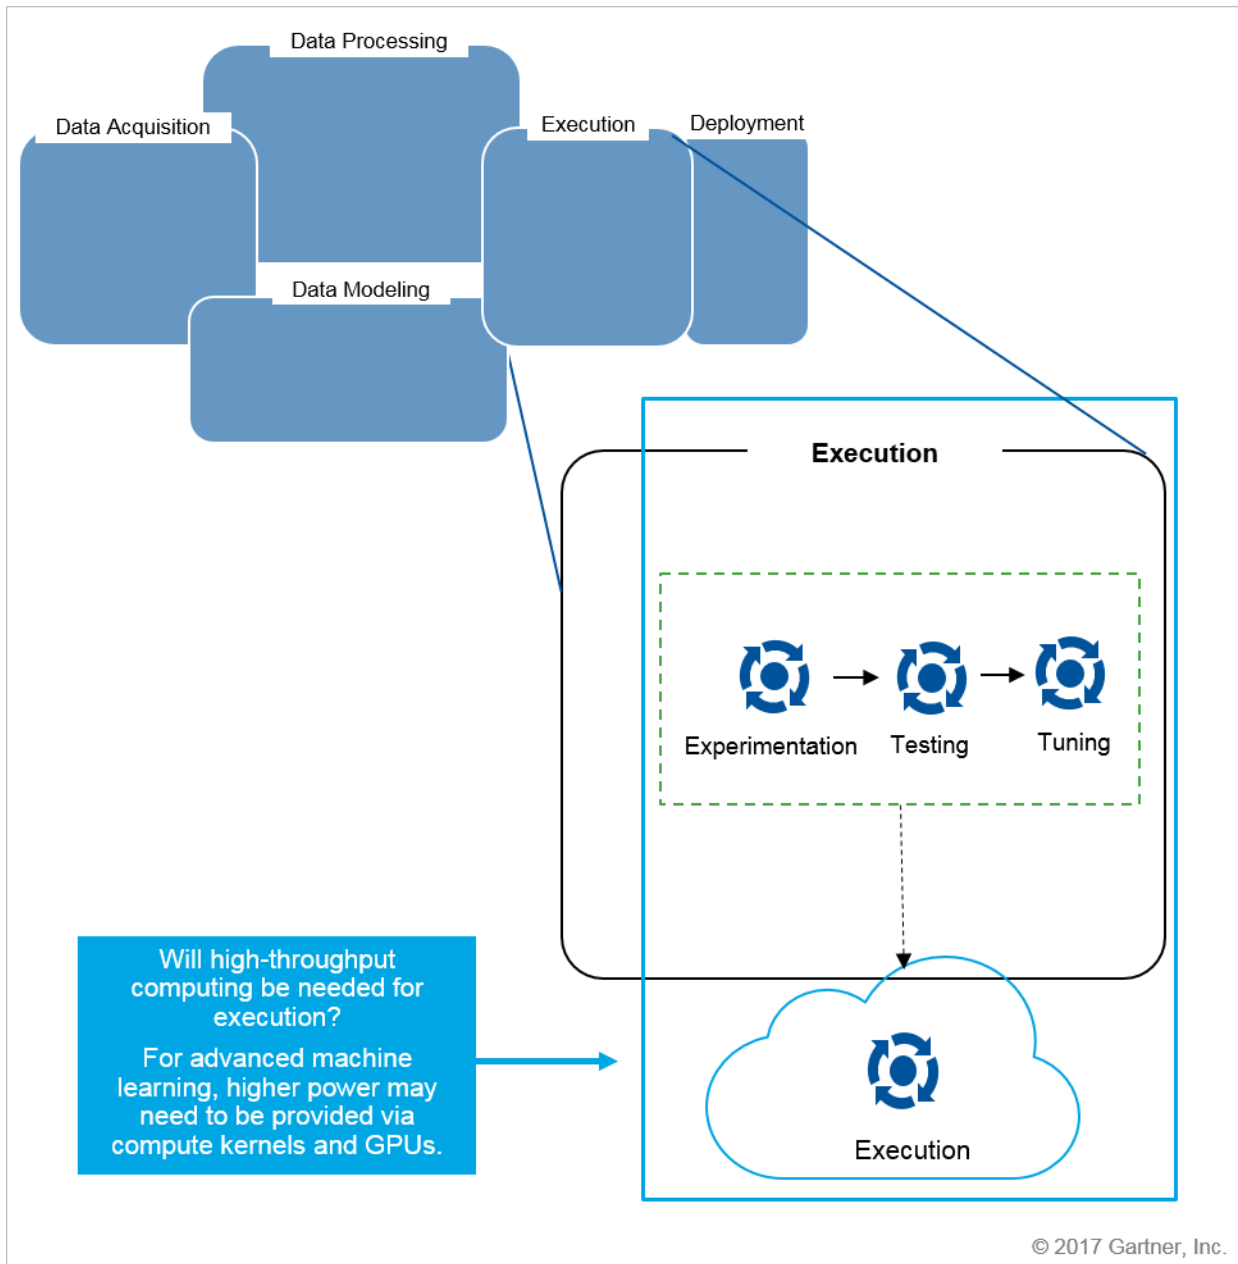 Data Processing
Data Acquisition
Execution
Deployment
Data Modeling
Execution
Experimentation
Testing
Tuning
Will high-throughput
computing be needed for
execution?
For advanced machine
learning, higher power may
need to be provided via
compute kernels and GPUs.
Execution
© 2017 Gartner, Inc.